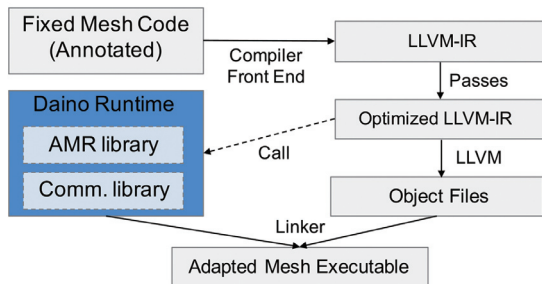 Fixed Mesh Code
(Annotated)
Compiler
Front End
LLVM-IR
Passes
Daino Runtime
AMR library
Comm. library
Call
Optimized LLVM-IR
LLVM
Object Files
Linker
Adapted Mesh Executable